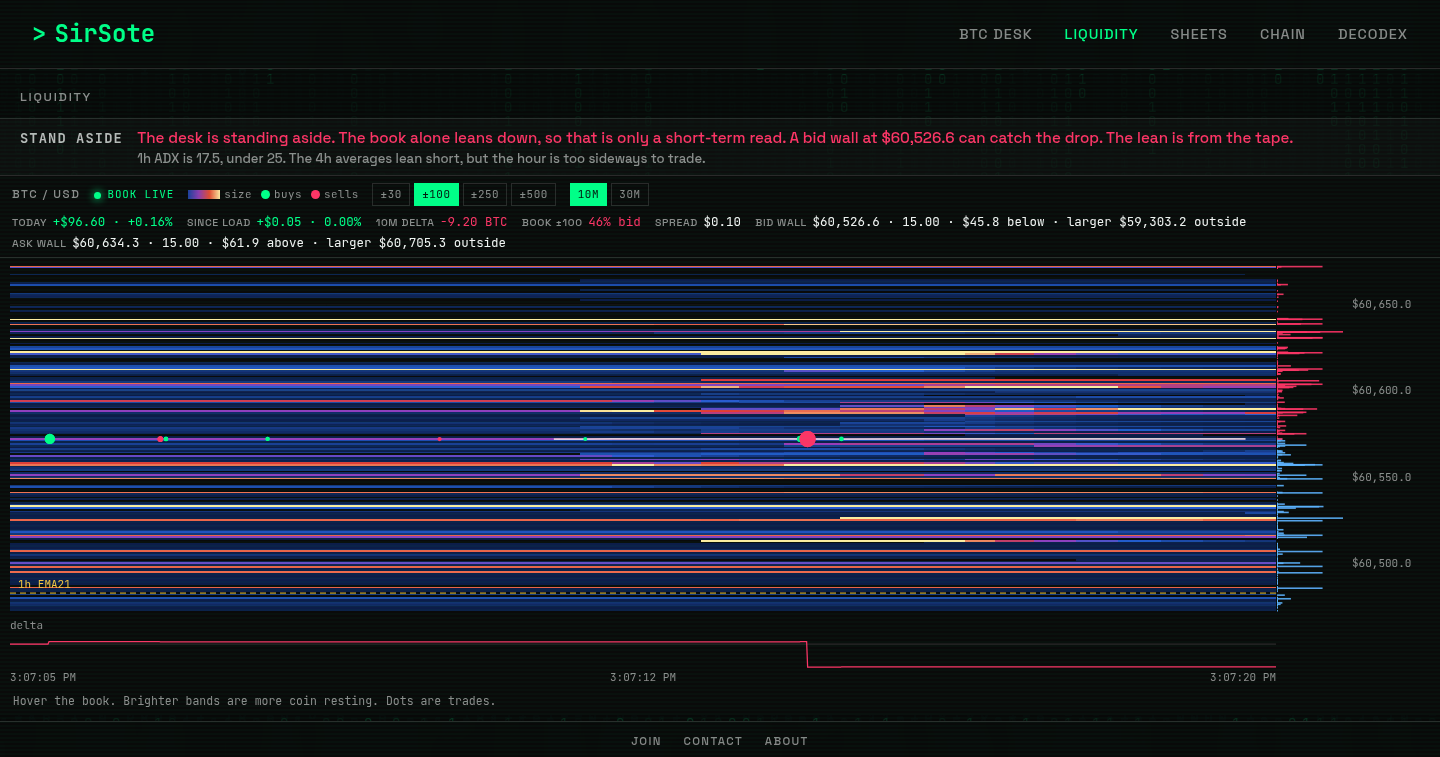 > SirSote
BTC DESK LIQUIDITY SHEETS CHAIN DECODEX
LIQUIDITY
STAND ASIDE The desk is standing aside. The book alone leans down, so that is only a short-term read. A bid wall at $60,526.6 can catch the drop. The lean is from the tape.
1h ADX is 17.5, under 25. The 4h averages lean short, but the hour is too sideways to trade.
BTC / USD BOOK LIVE size buys sells ±30 ±100 ±250 ±500 10M 30M
TODAY +$96.60 · +0.16% SINCE LOAD +$0.05 · 0.00% 10M DELTA -9.20 BTC BOOK ±100 46% bid SPREAD $0.10 BID WALL $60,526.6 · 15.00 · $45.8 below · larger $59,303.2 outside
ASK WALL $60,634.3 · 15.00 · $61.9 above · larger $60,705.3 outside
$60,650.0
$60,600.0
$60,550.0
$60,500.0
1h EMA21
delta
3:07:05 PM 3:07:12 PM 3:07:20 PM
Hover the book. Brighter bands are more coin resting. Dots are trades.
JOIN CONTACT ABOUT